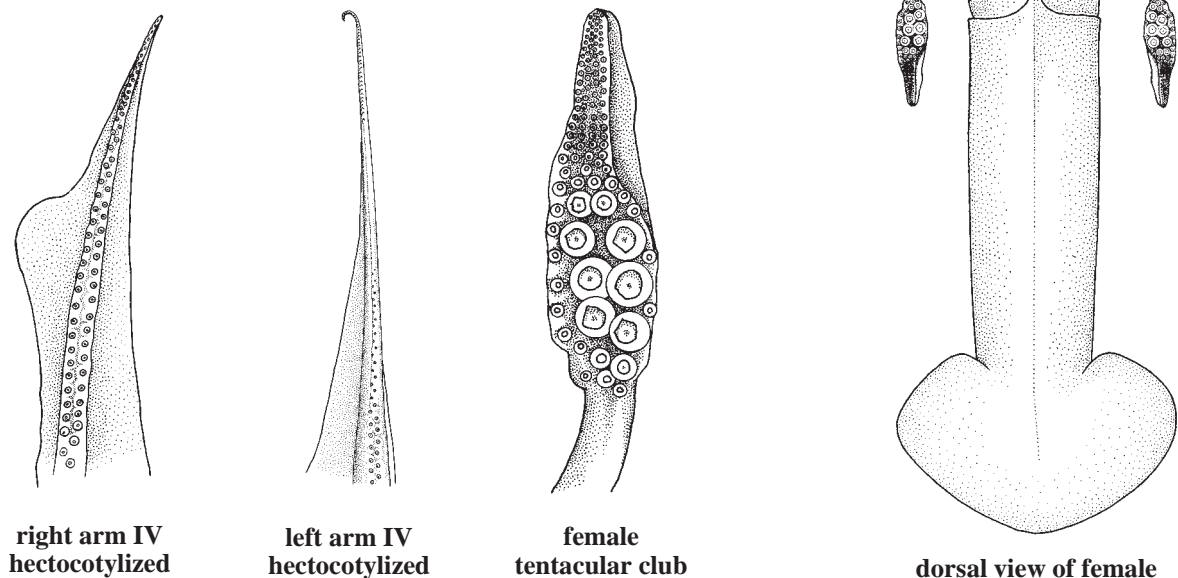 right arm IV
hectocotylized
left arm IV
hectocotylized
female
tentacular club
dorsal view of female